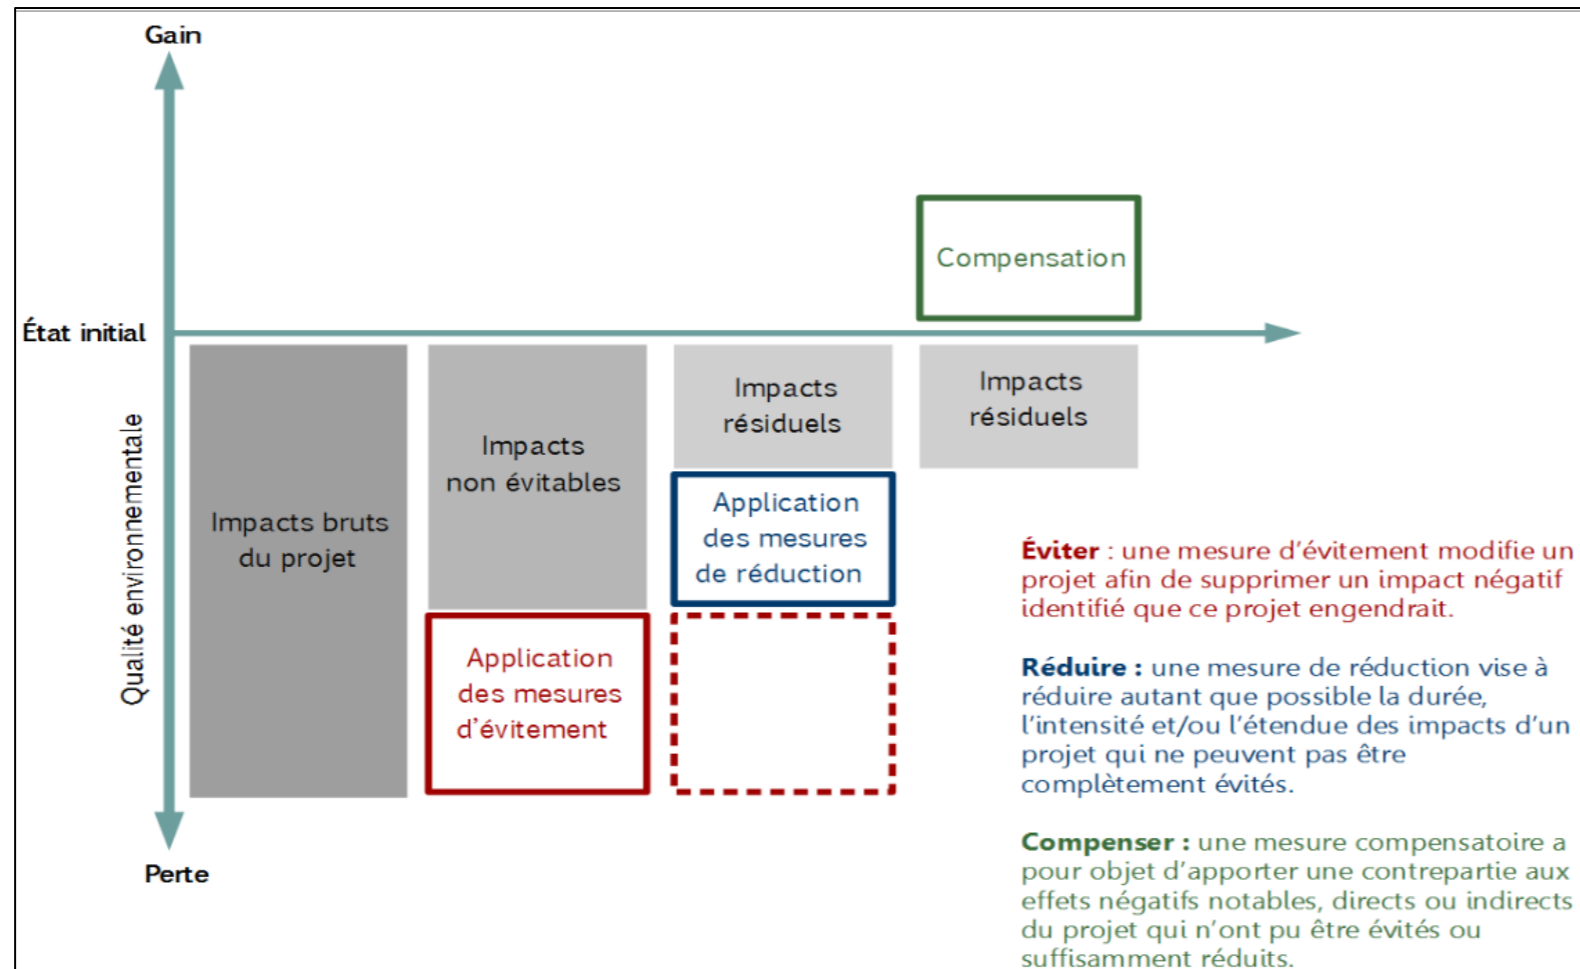 Gain
Compensation
État initial
Qualité environnementale
Impacts bruts
du projet
Impacts
non évitables
Application
des mesures
d’évitement
Impacts
résiduels
Application
des mesures
de réduction
Impacts
résiduels
Perte
Éviter : une mesure d’évitement modifie un
projet afin de supprimer un impact négatif
identifié que ce projet engendrait.
Réduire : une mesure de réduction vise à
réduire autant que possible la durée,
l’intensité et/ou l’étendue des impacts d’un
projet qui ne peuvent pas être
complètement évités.
Compenser : une mesure compensatoire a
pour objet d’apporter une contrepartie aux
effets négatifs notables, directs ou indirects
du projet qui n’ont pu être évités ou
suffisamment réduits.